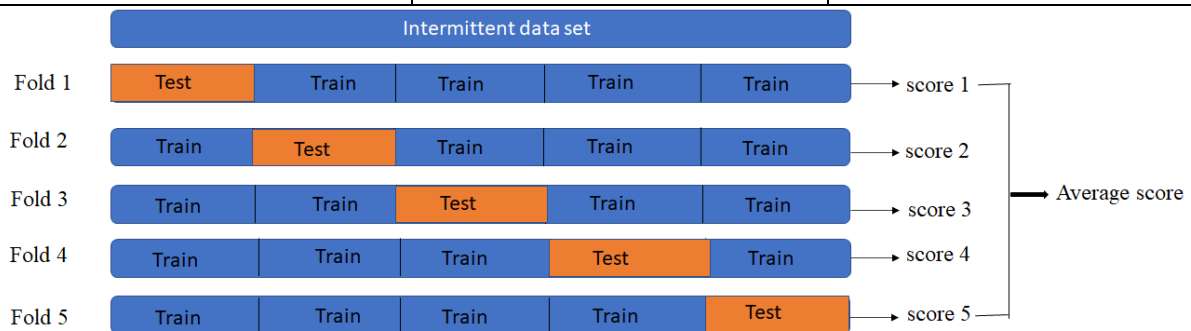 Intermittent data set
Fold 1 Test Train Train Train Train score 1
Fold 2 Train Test Train Train Train score 2
Fold 3 Train Train Test Train Train score 3
Average score
Fold 4 Train Train Train Test Train score 4
Fold 5 Train Train Train Train Test score 5